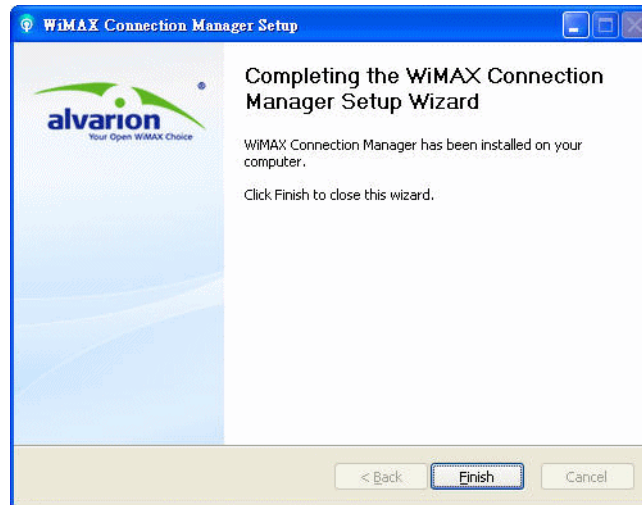 WiMAX Connection Manager Setup
alvarion
®
Your Open WiMAX Choice
Completing the WiMAX Connection
Manager Setup Wizard
WiMAX Connection Manager has been installed on your
computer.
Click Finish to close this wizard.
< Back
Finish
Cancel